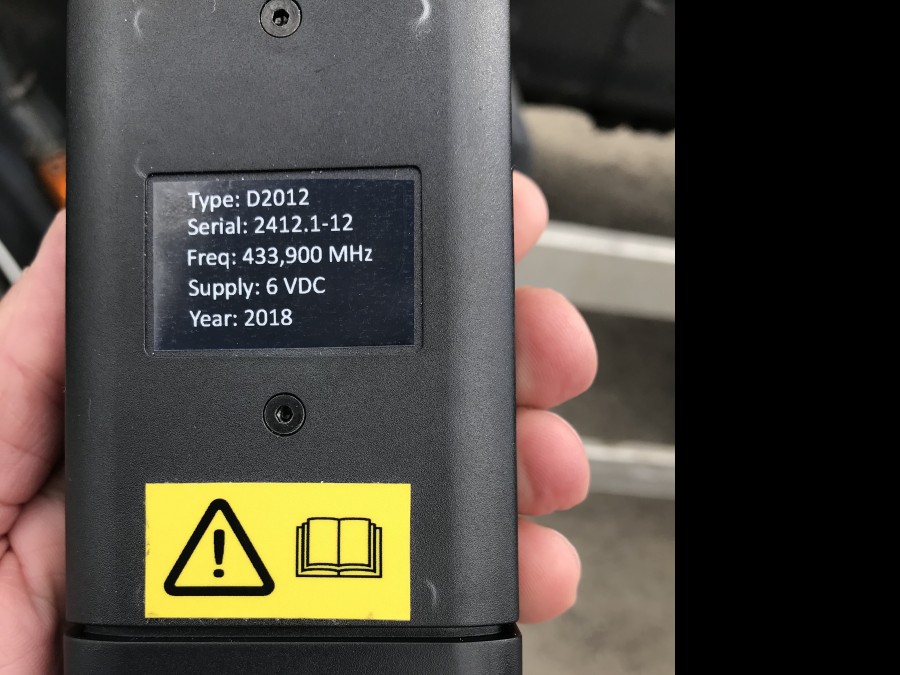 Type: D2012
Serial: 2412.1-12
Freq: 433,900 MHz
Supply: 6 VDC
Year: 2018